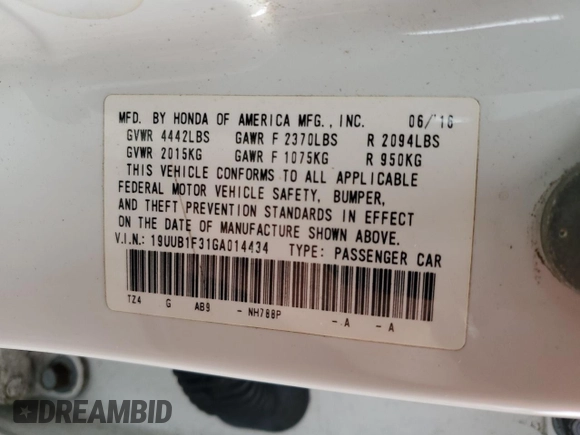 MFD. BY HONDA OF AMERICA MFG., INC. 06/'16
GVWR 4442LBS GAWR F 2370LBS R 2094LBS
GVWR 2015KG GAWR F 1075KG R 950KG
THIS VEHICLE CONFORMS TO ALL APPLICABLE
FEDERAL MOTOR VEHICLE SAFETY, BUMPER,
AND THEFT PREVENTION STANDARDS IN EFFECT
ON THE DATE OF MANUFACTURE SHOWN ABOVE.
V.I.N.: 19UUB1F31GA014434 TYPE: PASSENGER CAR
TZ4 G AB9 - NH788P - A - A
DREAMBID